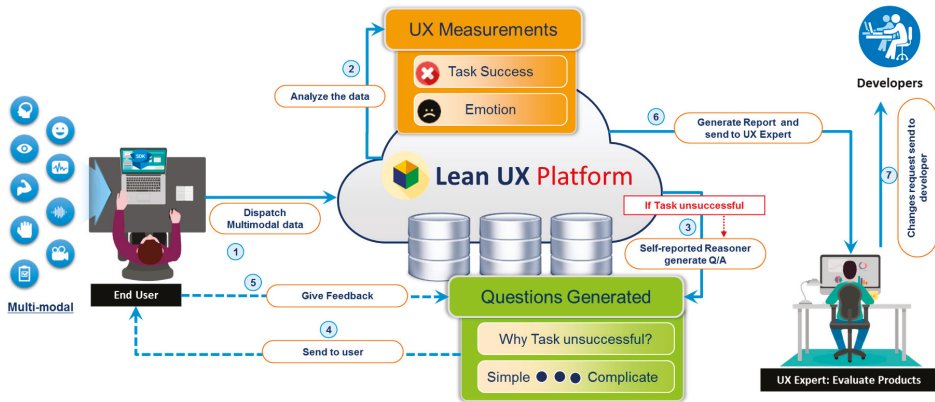 UX Measurements
Task Success
Emotion
2
Analyze the data
Developers
6
Generate Report and
send to UX Expert
7
Changes request send to
developer
SDK
Lean UX Platform
If Task unsuccessful
3
Self-reported Reasoner
generate Q/A
Dispatch
Multimodal data
1
Multi-modal
End User
5
Give Feedback
Questions Generated
4
Send to user
Why Task unsuccessful?
Simple
Complicate
UX Expert: Evaluate Products